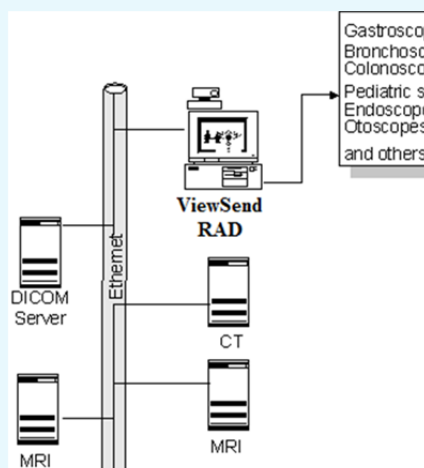 Gastroscop
Bronchosc
Colonosco
Pediatric s
Endoscope
Otoscopes
and others
ViewSend
RAD
Ethernet
DICOM
Server
CT
MRI
MRI